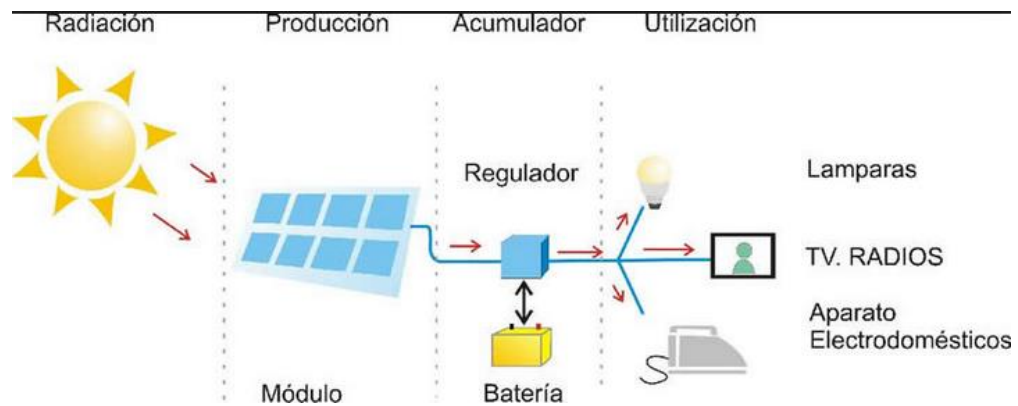 Radiación
Producción
Acumulador
Utilización
Regulador
Lamparas
TV. RADIOS
Aparato
Electrodomésticos
Módulo
Batería